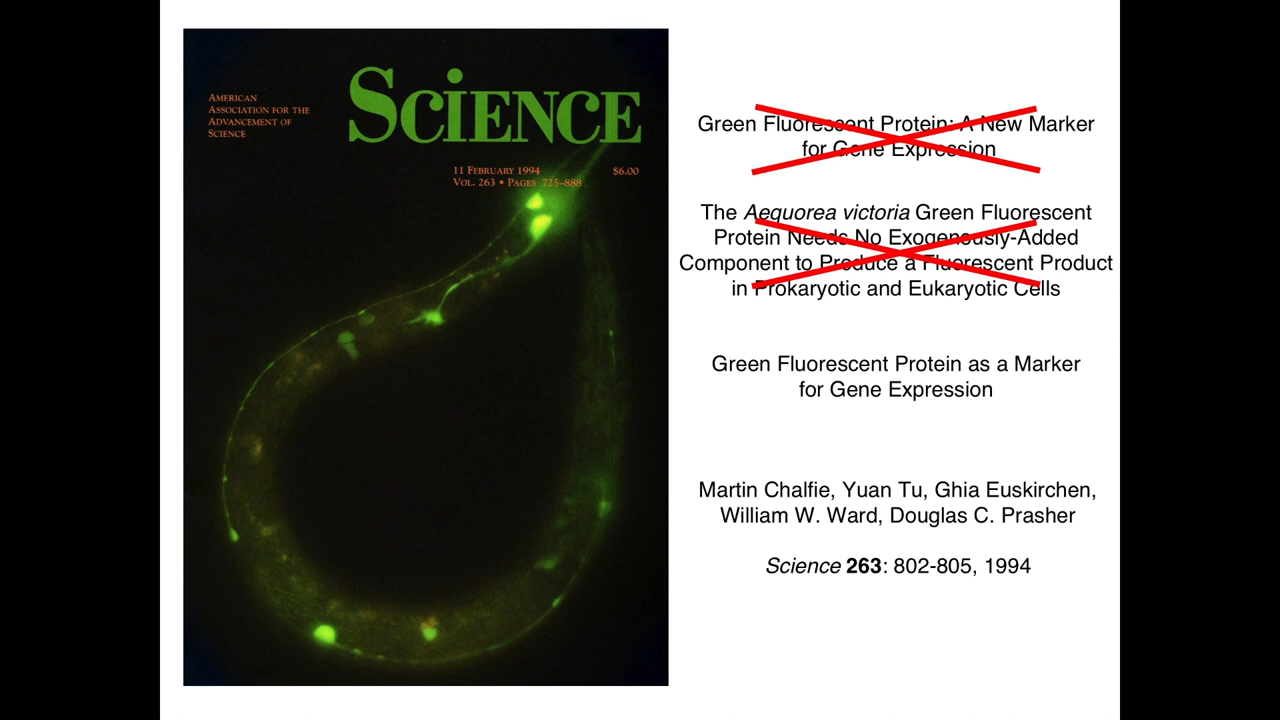 SCiENCE
AMERICAN
ASSOCIATION FOR THE
ADVANCEMENT OF
SCIENCE
11 FEBRUARY 1994 $6.00
VOL. 263 • PAGES 725–888
Green Fluorescent Protein: A New Marker
for Gene Expression
The Aequorea victoria Green Fluorescent
Protein Needs No Exogenously-Added
Component to Produce a Fluorescent Product
in Prokaryotic and Eukaryotic Cells
Green Fluorescent Protein as a Marker
for Gene Expression
Martin Chalfie, Yuan Tu, Ghia Euskirchen,
William W. Ward, Douglas C. Prasher
Science 263: 802-805, 1994